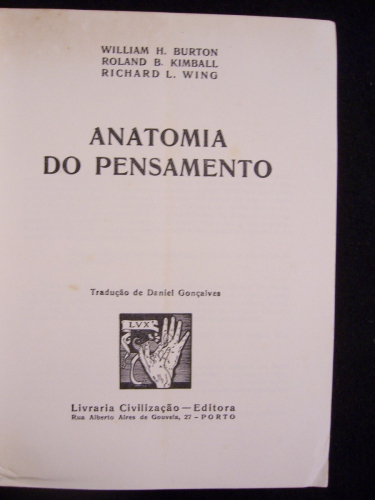 WILLIAM H. BURTON
ROLAND B. KIMBALL
RICHARD L. WING
ANATOMIA
DO PENSAMENTO
Tradução de Daniel Gonçalves
LVX
Livraria Civilização — Editora
Rua Alberto Aires de Gouveia, 27 — PORTO